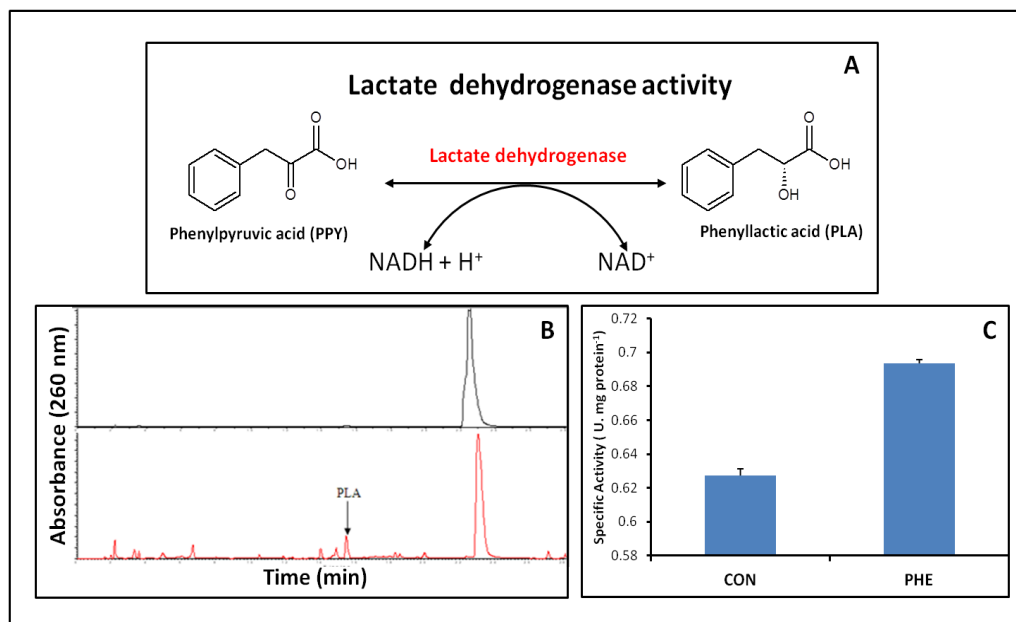 A
Lactate dehydrogenase activity
O
OH
O
Phenylpyruvic acid (PPY)
Lactate dehydrogenase
NADH + H⁺
NAD⁺
O
OH
OH
Phenyllactic acid (PLA)
B
Absorbance (260 nm)
PLA
Time (min)
C
Specific Activity ( U. mg protein⁻¹)
0.72
0.7
0.68
0.66
0.64
0.62
0.6
0.58
CON
PHE